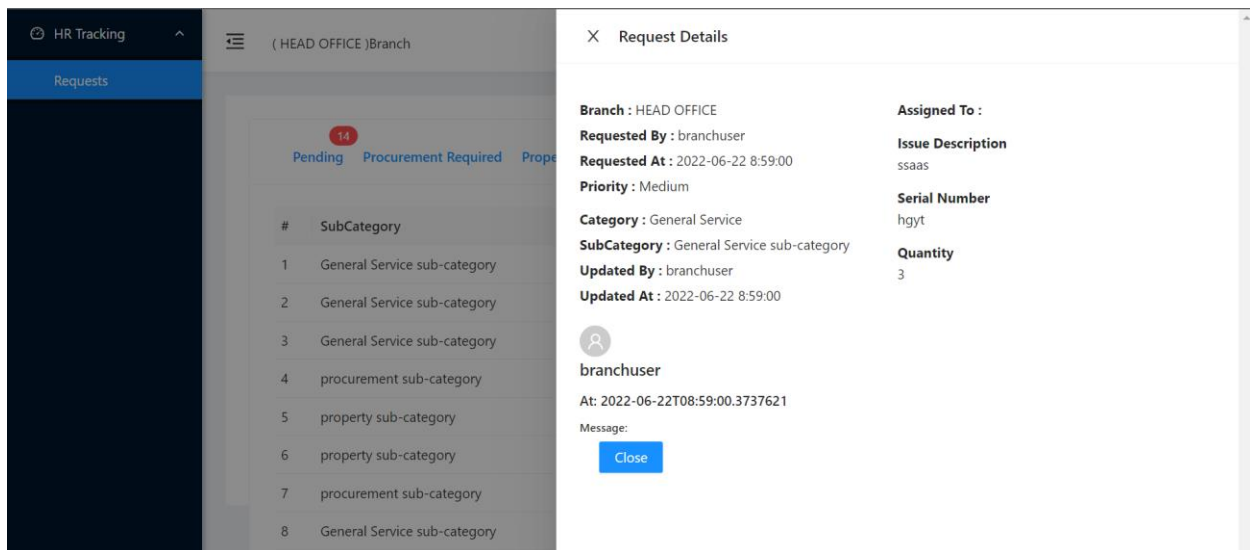 HR Tracking
Requests
( HEAD OFFICE )Branch
14
Pending Procurement Required
# SubCategory
1 General Service sub-category
2 General Service sub-category
3 General Service sub-category
4 procurement sub-category
5 property sub-category
6 property sub-category
7 procurement sub-category
8 General Service sub-category
Request Details
Branch : HEAD OFFICE
Requested By : branchuser
Requested At : 2022-06-22 8:59:00
Priority : Medium
Category : General Service
SubCategory : General Service sub-category
Updated By : branchuser
Updated At : 2022-06-22 8:59:00
Assigned To :
Issue Description
ssaas
Serial Number
hgyt
Quantity
3
branchuser
At: 2022-06-22T08:59:00.3737621
Message:
Close